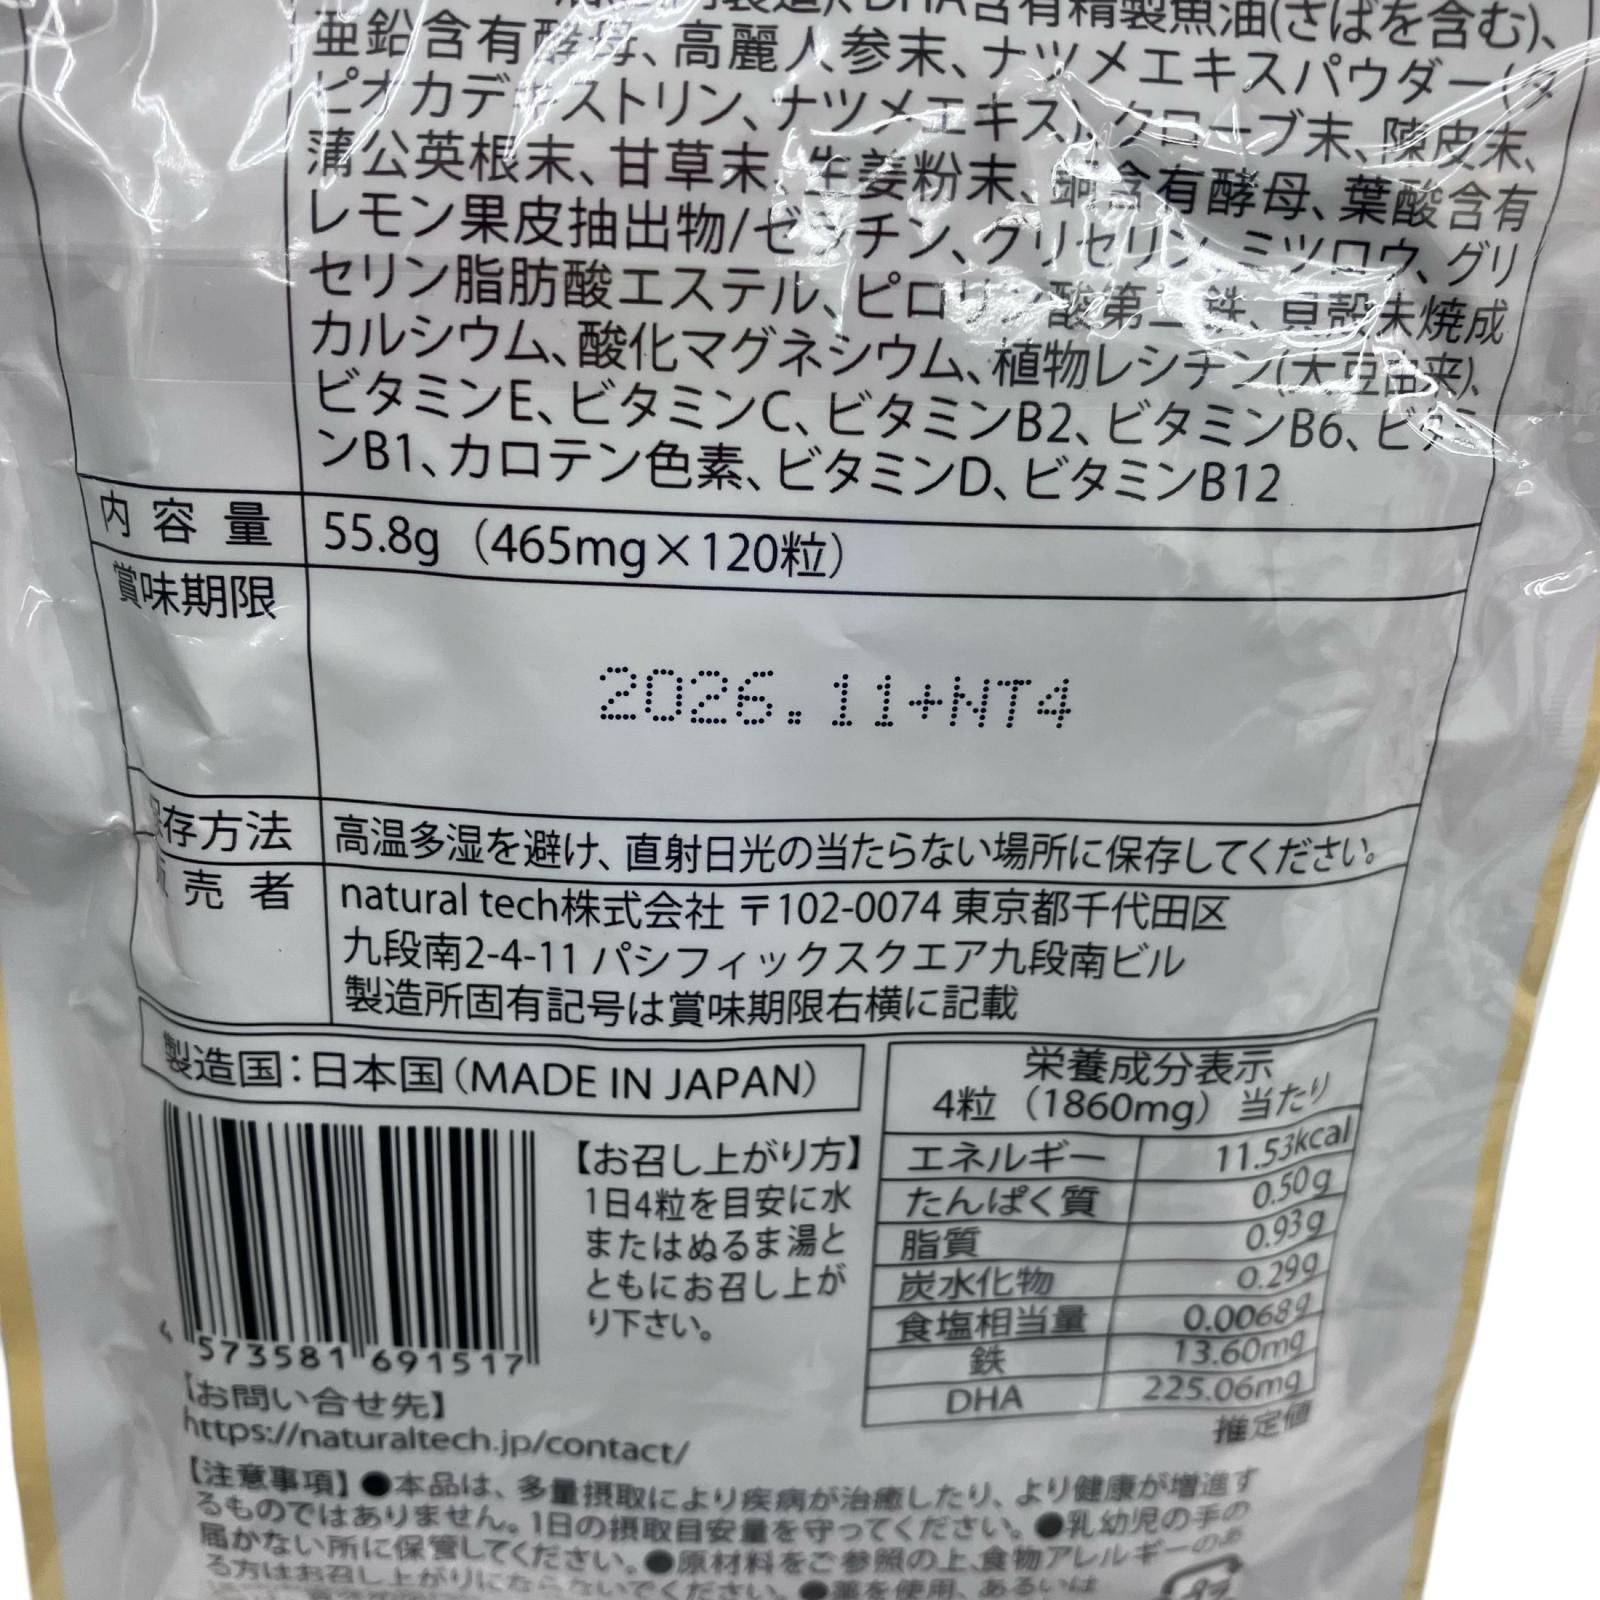 DHA含有精製魚油(さばを含む)、
亜鉛含有酵母、高麗人参末、ナツメエキスパウダー(タ
ピオカデキストリン、ナツメエキス)、クローブ末、陳皮末、
蒲公英根末、甘草末、生姜粉末、銅含有酵母、葉酸含有
レモン果皮抽出物/ゼラチン、グリセリン、ミツロウ、グリ
セリン脂肪酸エステル、ピロリン酸第二鉄、貝殻未焼成
カルシウム、酸化マグネシウム、植物レシチン(大豆由来)、
ビタミンE、ビタミンC、ビタミンB2、ビタミンB6、ビタミ
ンB1、カロテン色素、ビタミンD、ビタミンB12
内容量 55.8g（465mg×120粒）
賞味期限
2026.11+NT4
保存方法 高温多湿を避け、直射日光の当たらない場所に保存してください。
販売者 natural tech株式会社 〒102-0074 東京都千代田区
九段南2-4-11 パシフィックスクエア九段南ビル
製造所固有記号は賞味期限右横に記載
製造国：日本国（MADE IN JAPAN）
4 573581 691517
【お召し上がり方】
1日4粒を目安に水
またはぬるま湯と
ともにお召し上が
り下さい。
栄養成分表示
4粒（1860mg）当たり
エネルギー 11.53kcal
たんぱく質 0.50g
脂質 0.93g
炭水化物 0.29g
食塩相当量 0.0068g
鉄 13.60mg
DHA 225.06mg
推定値
【お問い合せ先】
https://naturaltech.jp/contact/
【注意事項】●本品は、多量摂取により疾病が治癒したり、より健康が増進す
るものではありません。1日の摂取目安量を守ってください。●乳幼児の手の
届かない所に保管してください。●原材料をご参照の上、食物アレルギーのあ
る方はお召し上がりにならないでください。●薬を使用、あるいは